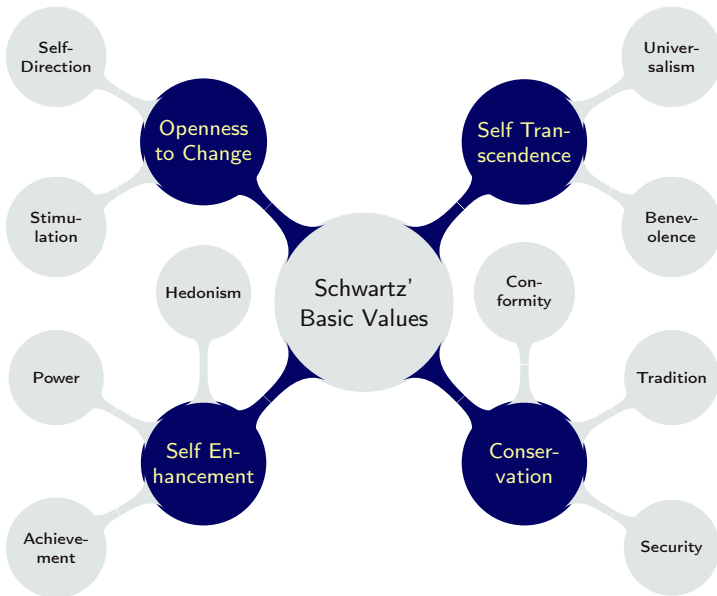 Self-
Direction
Univer-
salism
Openness
to Change
Self Tran-
scendence
Stimu-
lation
Benev-
olence
Hedonism
Schwartz'
Basic Values
Con-
formity
Power
Tradition
Self En-
hancement
Conser-
vation
Achieve-
ment
Security